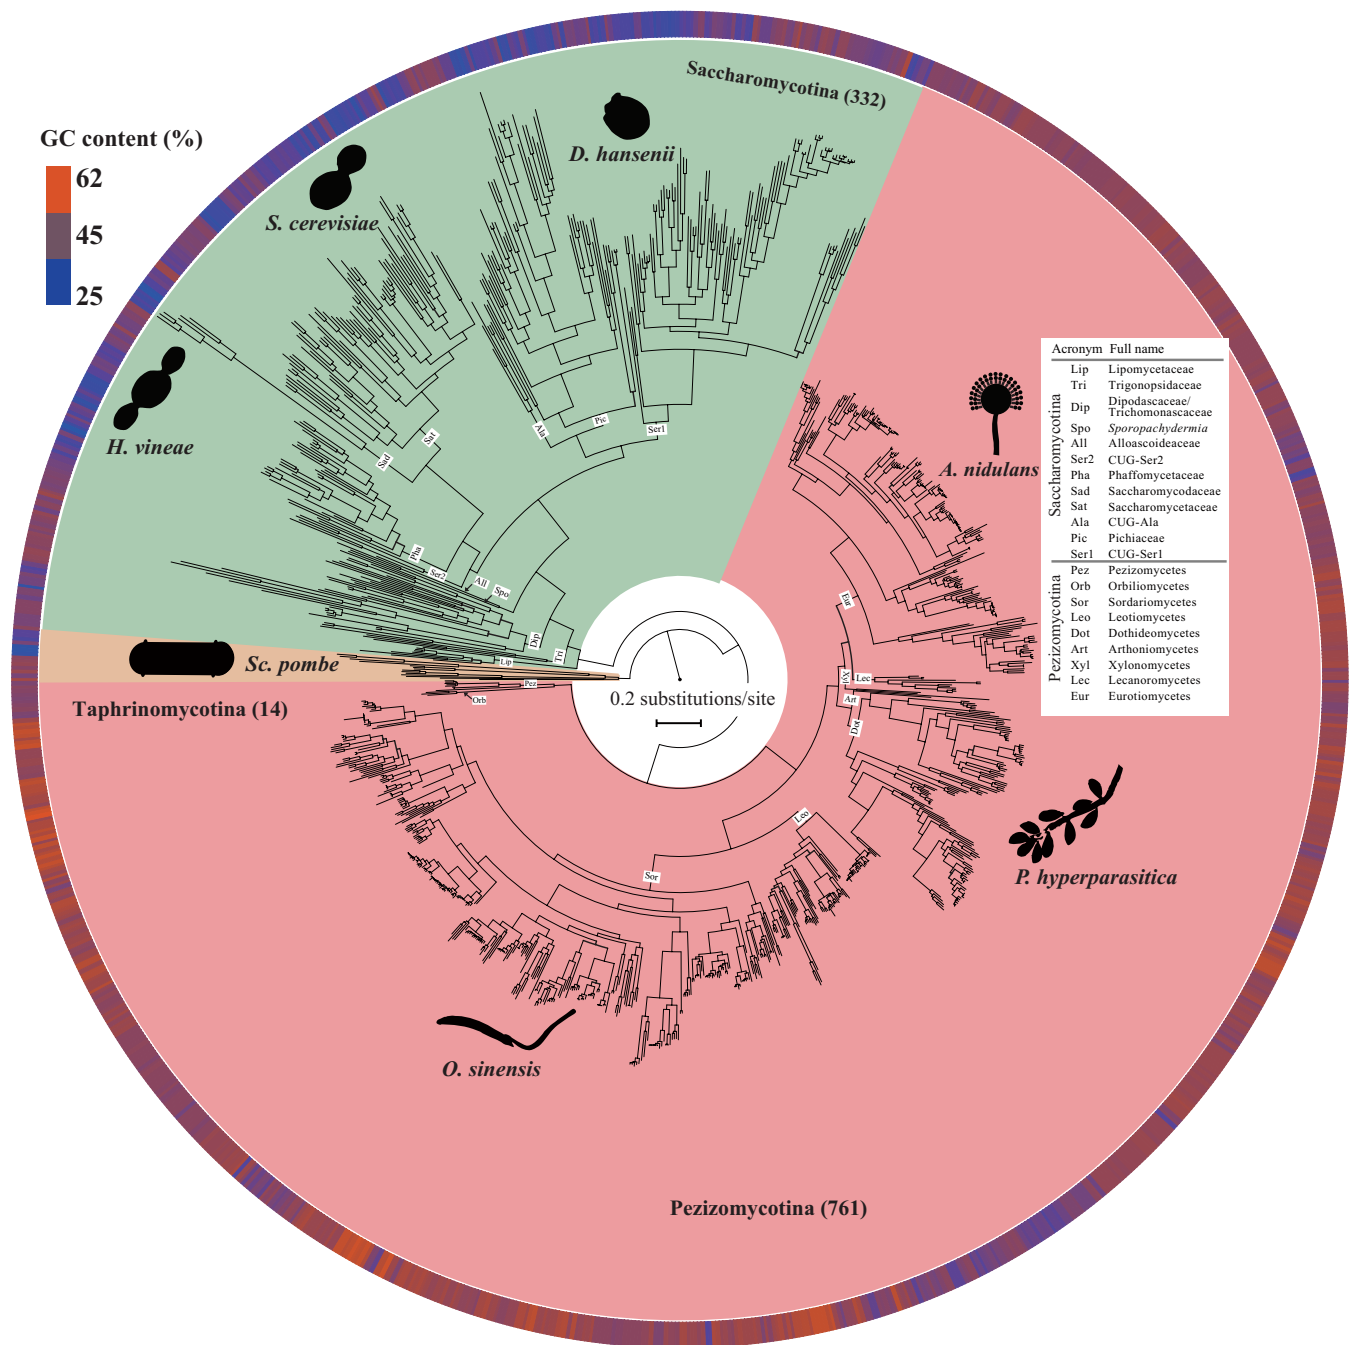 Saccharomycotina (332)
GC content (%)
62
45
25
D. hansenii
S. cerevisiae
H. vineae
A. nidulans
Sat
Sad
Ala
Pic
Ser1
Pha
Ser2
All
Spo
Dip
Tri
Lip
Sc. pombe
Taphrinomycotina (14)
Pez
Orb
0.2 substitutions/site
Eur
Xyl
Lec
Art
Dot
Leo
Sor
Acronym Full name
Saccharomycotina
Lip Lipomycetaceae
Tri Trigonopsidaceae
Dip Dipodascaceae/
Trichomonascaceae
Spo Sporopachydermia
All Alloascoideaceae
Ser2 CUG-Ser2
Pha Phaffomycetaceae
Sad Saccharomycodaceae
Sat Saccharomycetaceae
Ala CUG-Ala
Pic Pichiaceae
Ser1 CUG-Ser1
Pezizomycotina
Pez Pezizomycetes
Orb Orbiliomycetes
Sor Sordariomycetes
Leo Leotiomycetes
Dot Dothideomycetes
Art Arthoniomycetes
Xyl Xylonomycetes
Lec Lecanoromycetes
Eur Eurotiomycetes
P. hyperparasitica
O. sinensis
Pezizomycotina (761)